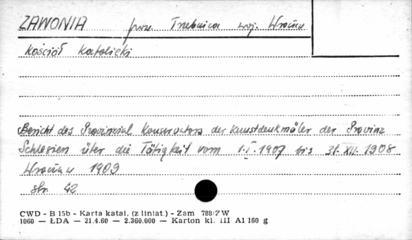 ZAWONIA pow. Trzebnica woj. Wrocław
Kościół Katolicki
Bericht des Provinzial Konservators der Kunstdenkmäler der Provinz
Schlesien über die Tätigkeit vom 1.I.1907 bis 31.XII.1908
Wrocław 1909
str. 42
CWD - B 15b - Karta katal. (z liniat.) - Zam 788/ZW
1060 — ŁDA — 21.4.60 — 2.360.000 — Karton kl. III A1 160 g